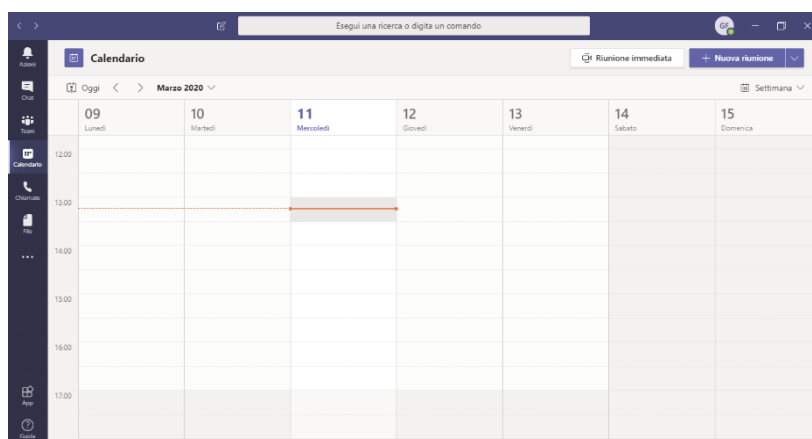 Esegui una ricerca o digita un comando
GF
Azioni
Chat
Team
Calendario
Chiamate
File
App
Guida
Calendario
Riunione immediata
+ Nuova riunione
Oggi
Marzo 2020
Settimana
09
Lunedì
10
Martedì
11
Mercoledì
12
Giovedì
13
Venerdì
14
Sabato
15
Domenica
12:00
13:00
14:00
15:00
16:00
17:00